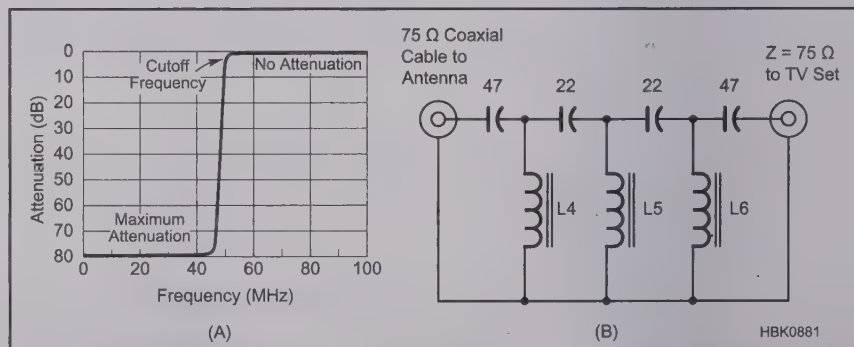 0
10
20
30
40
50
60
70
80
Attenuation (dB)
Cutoff
Frequency
No Attenuation
Maximum
Attenuation
0 20 40 60 80 100
Frequency (MHz)
(A)
75 Ω Coaxial
Cable to
Antenna
Z = 75 Ω
to TV Set
47 22 22 47
L4 L5 L6
(B)
HBK0881